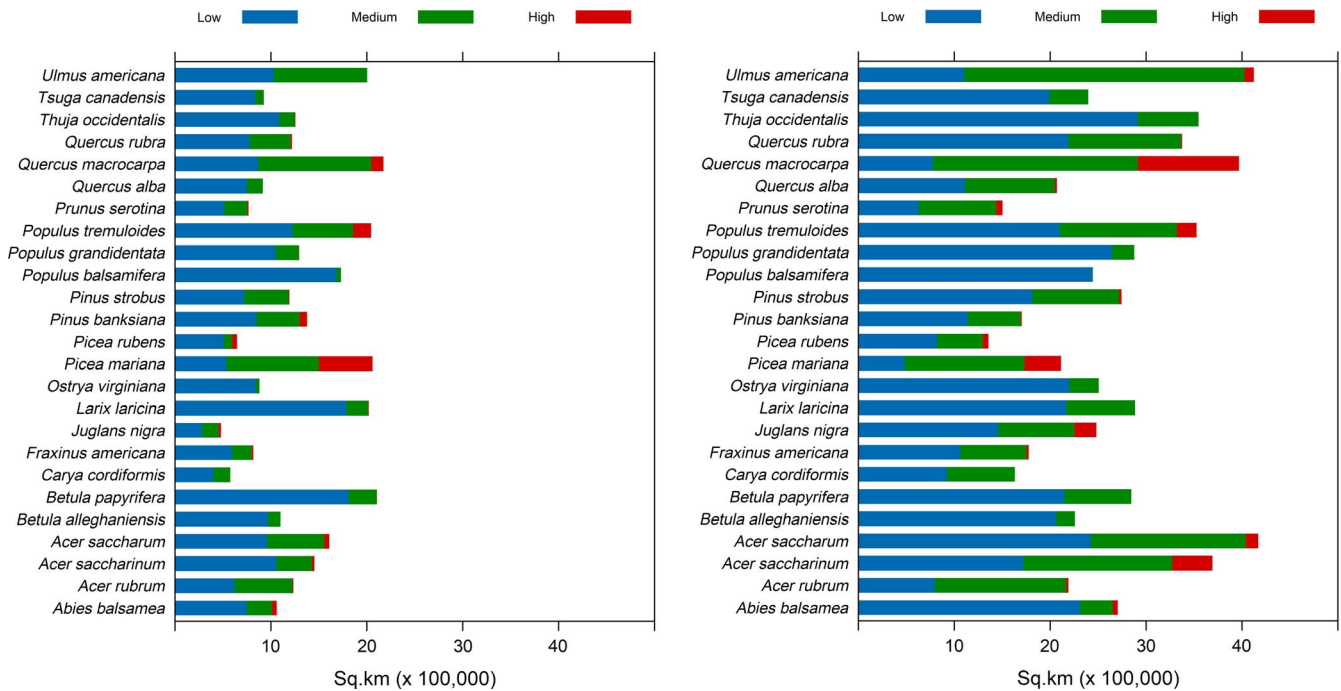 Low Medium High
Ulmus americana
Tsuga canadensis
Thuja occidentalis
Quercus rubra
Quercus macrocarpa
Quercus alba
Prunus serotina
Populus tremuloides
Populus grandidentata
Populus balsamifera
Pinus strobus
Pinus banksiana
Picea rubens
Picea mariana
Ostrya virginiana
Larix laricina
Juglans nigra
Fraxinus americana
Carya cordiformis
Betula papyrifera
Betula alleghaniensis
Acer saccharum
Acer saccharinum
Acer rubrum
Abies balsamea
10 20 30 40
Sq.km (x 100,000)
Low Medium High
Ulmus americana
Tsuga canadensis
Thuja occidentalis
Quercus rubra
Quercus macrocarpa
Quercus alba
Prunus serotina
Populus tremuloides
Populus grandidentata
Populus balsamifera
Pinus strobus
Pinus banksiana
Picea rubens
Picea mariana
Ostrya virginiana
Larix laricina
Juglans nigra
Fraxinus americana
Carya cordiformis
Betula papyrifera
Betula alleghaniensis
Acer saccharum
Acer saccharinum
Acer rubrum
Abies balsamea
10 20 30 40
Sq.km (x 100,000)